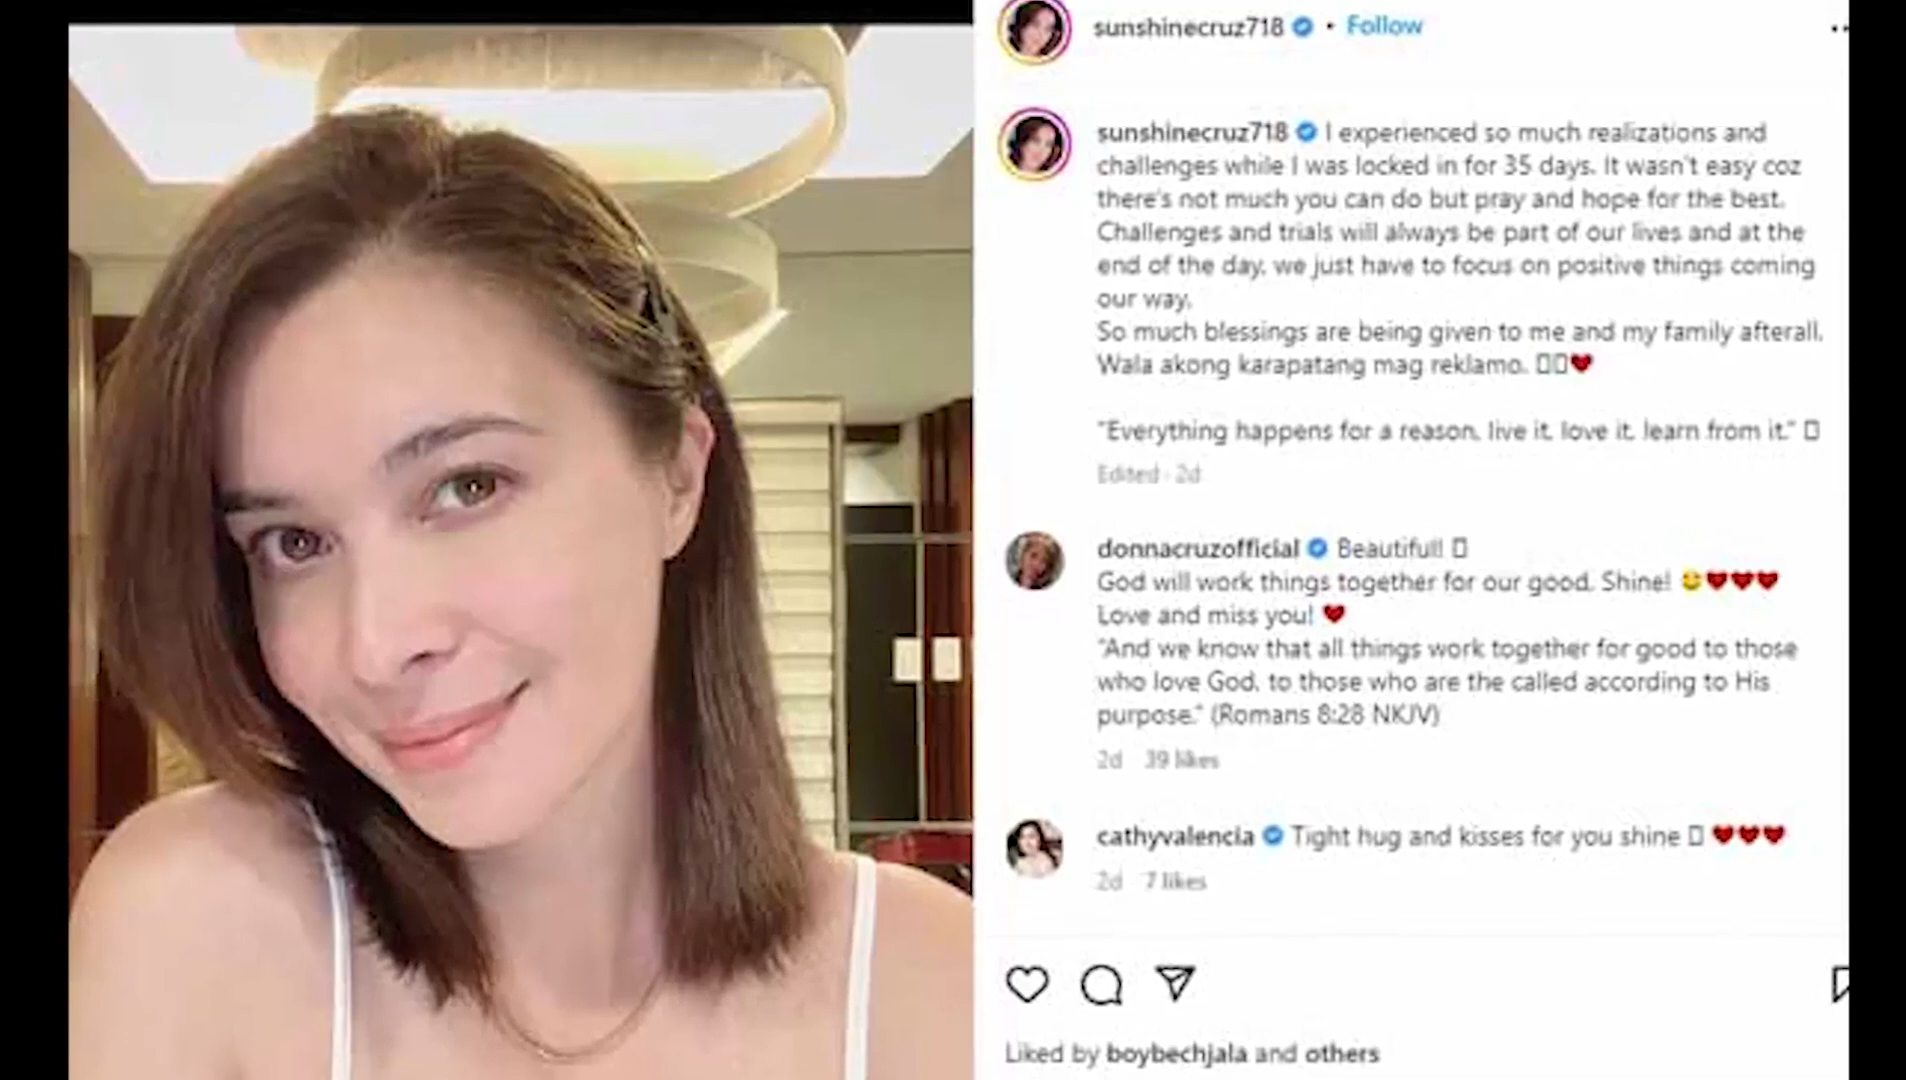 sunshinecruz718 • Follow
sunshinecruz718 I experienced so much realizations and
challenges while I was locked in for 35 days. It wasn't easy coz
there's not much you can do but pray and hope for the best.
Challenges and trials will always be part of our lives and at the
end of the day, we just have to focus on positive things coming
our way.
So much blessings are being given to me and my family afterall.
Wala akong karapatang mag reklamo. ❤
"Everything happens for a reason, live it, love it, learn from it."
Edited · 2d
donnacruzofficial Beautiful!
God will work things together for our good, Shine! 😊❤❤❤
Love and miss you! ❤
"And we know that all things work together for good to those
who love God, to those who are the called according to His
purpose." (Romans 8:28 NKJV)
2d 39 likes
cathyvalencia Tight hug and kisses for you shine ❤❤❤
2d 7 likes
Liked by boybechjala and others